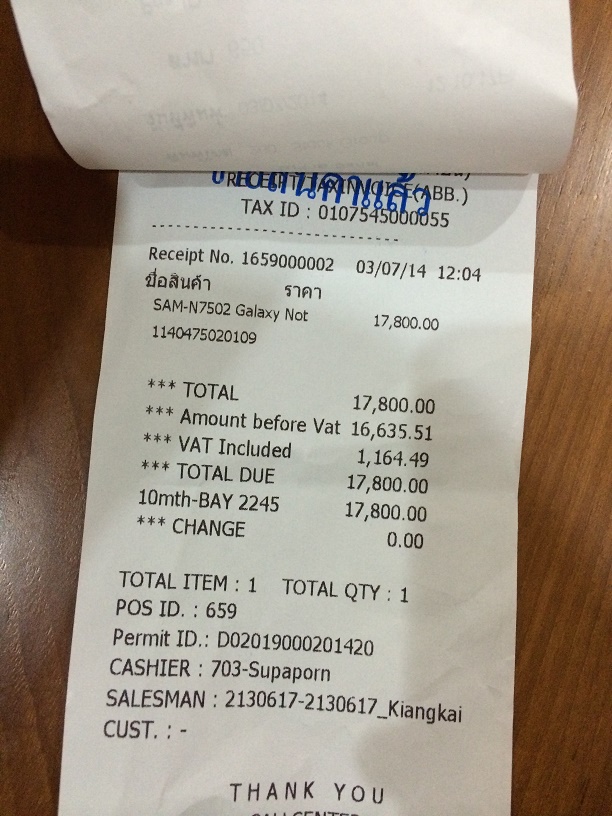 RECEIPT/TAX INVOICE(ABB.)
TAX ID : 0107545000055
Receipt No. 1659000002 03/07/14 12:04
ชื่อสินค้า ราคา
SAM-N7502 Galaxy Not 17,800.00
1140475020109
*** TOTAL 17,800.00
*** Amount before Vat 16,635.51
*** VAT Included 1,164.49
*** TOTAL DUE 17,800.00
10mth-BAY 2245 17,800.00
*** CHANGE 0.00
TOTAL ITEM : 1 TOTAL QTY : 1
POS ID. : 659
Permit ID.: D02019000201420
CASHIER : 703-Supaporn
SALESMAN : 2130617-2130617_Kiangkai
CUST. : -
THANK YOU